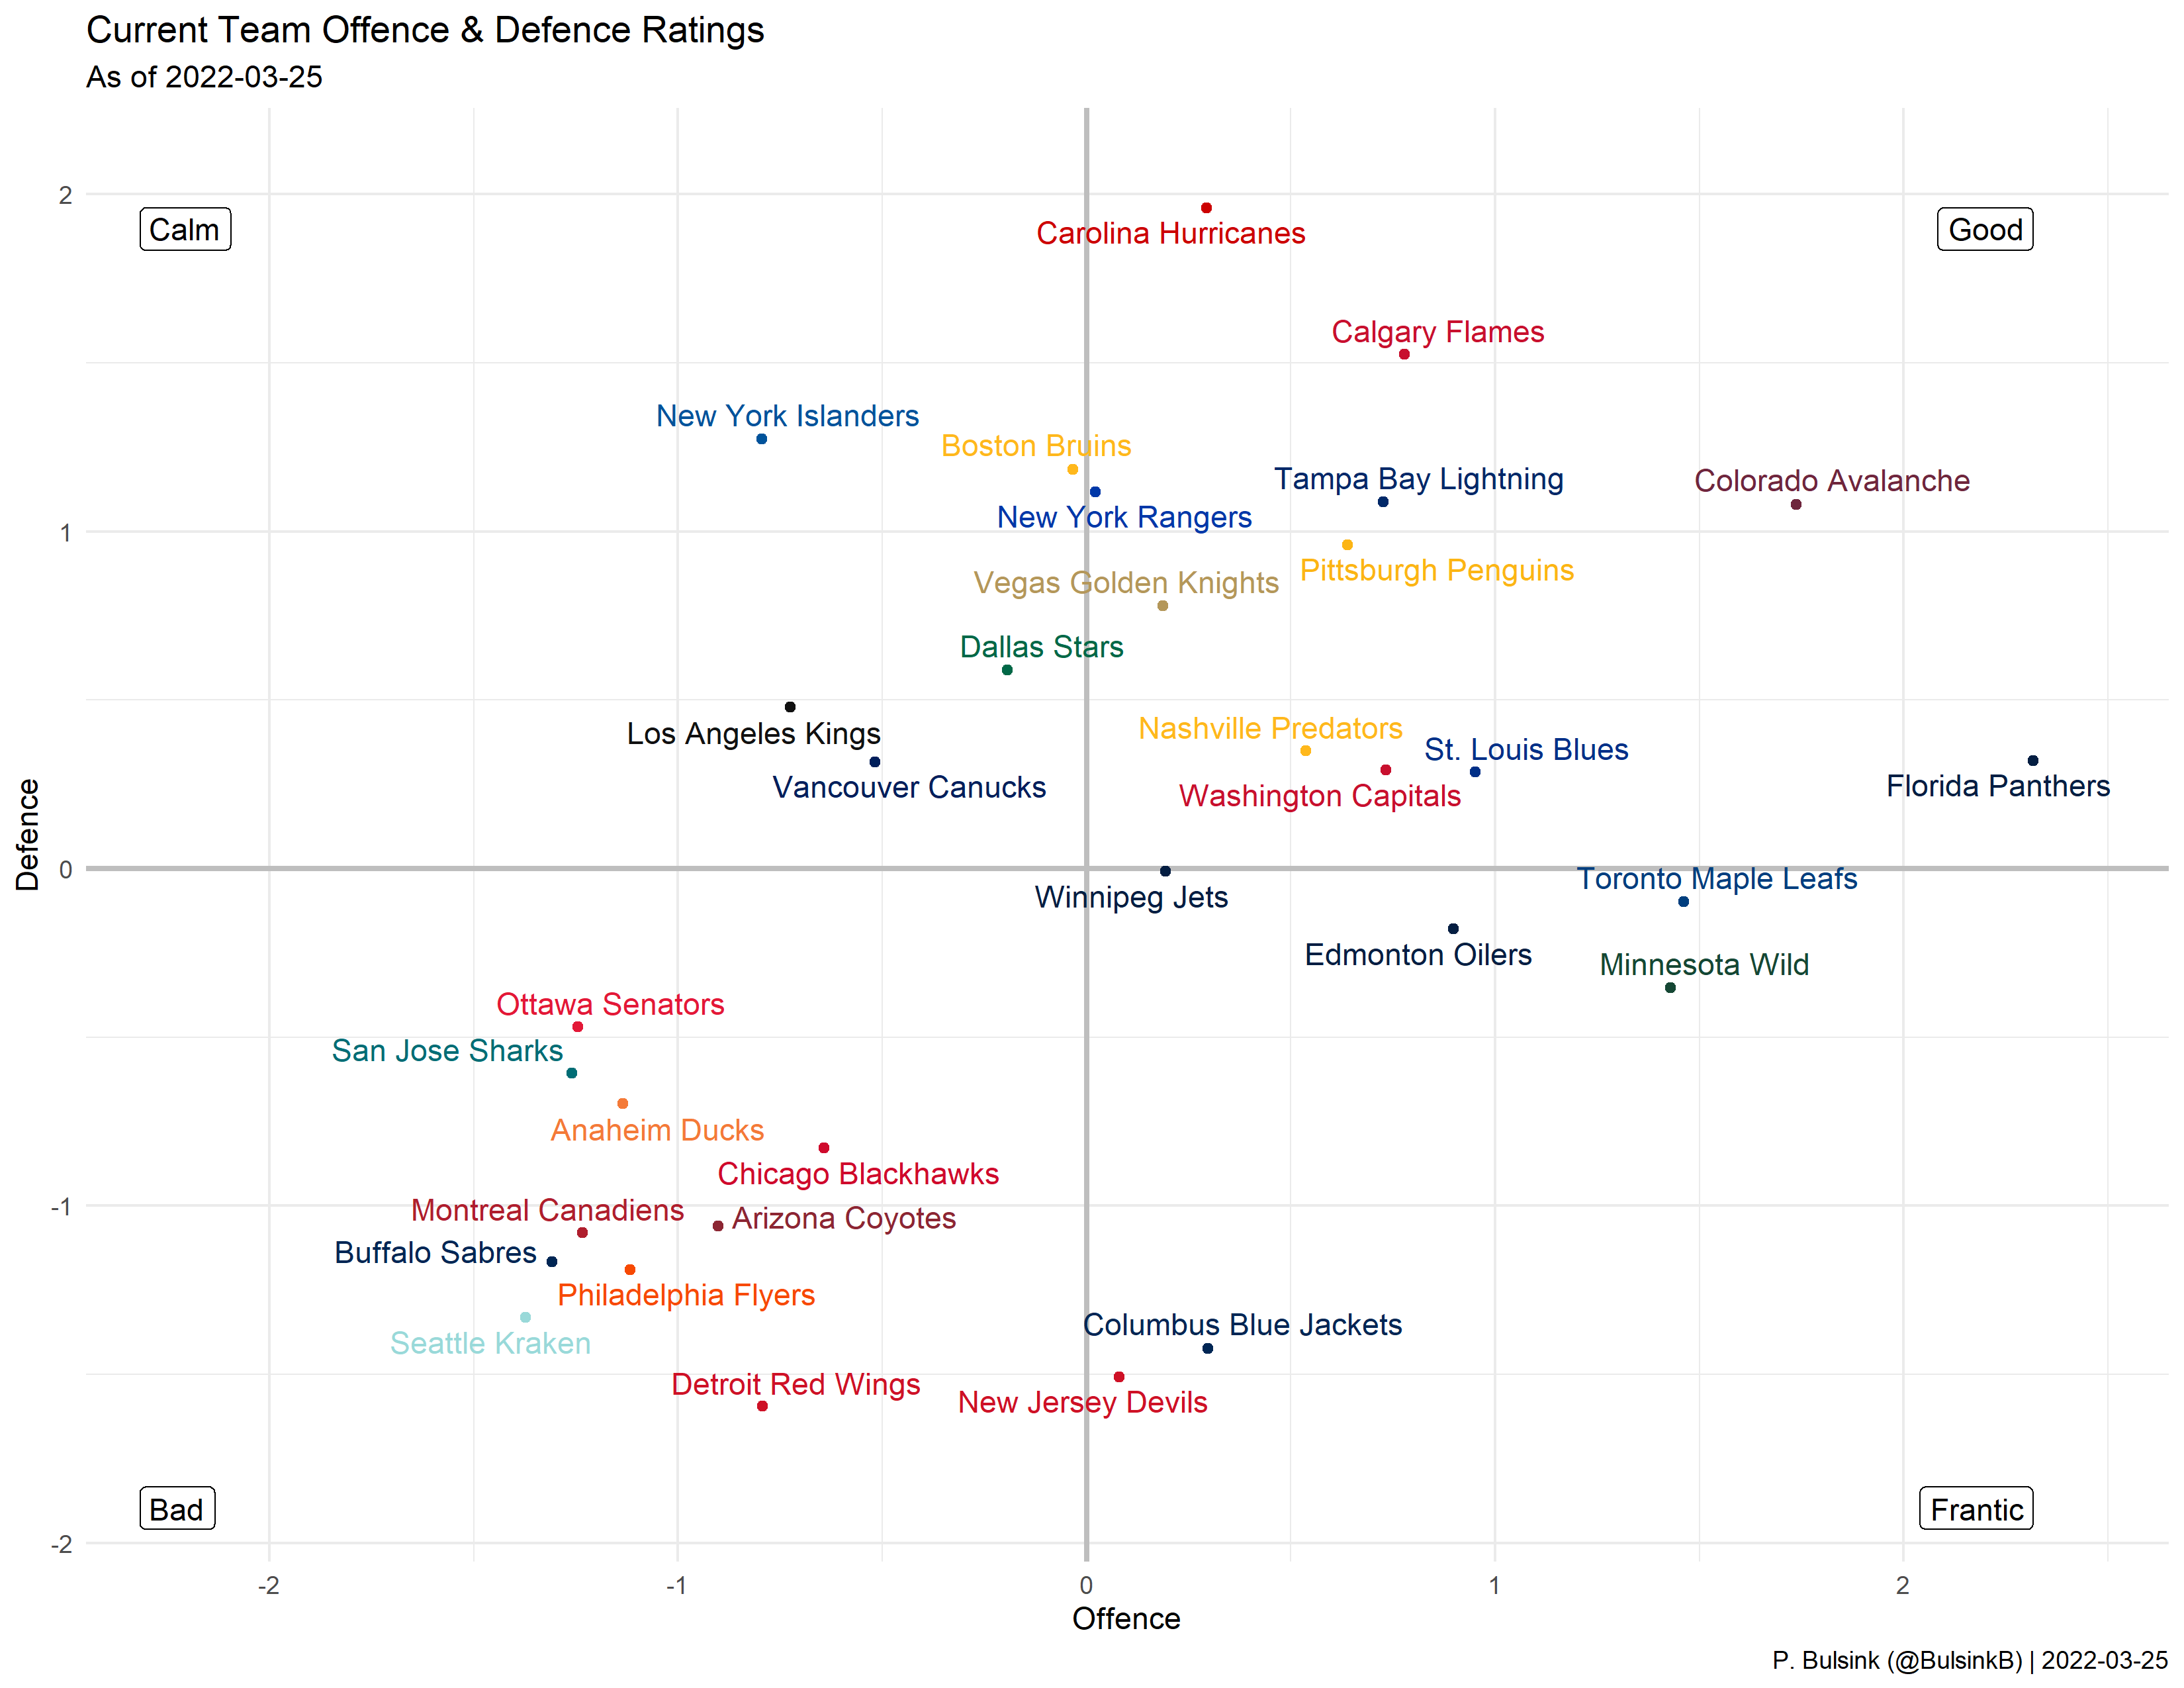 Current Team Offence & Defence Ratings
As of 2022-03-25
2
Calm
Good
Carolina Hurricanes
Calgary Flames
New York Islanders
Boston Bruins
Tampa Bay Lightning
Colorado Avalanche
New York Rangers
1
Pittsburgh Penguins
Vegas Golden Knights
Dallas Stars
Nashville Predators
Los Angeles Kings
St. Louis Blues
Vancouver Canucks
Florida Panthers
Washington Capitals
Defence
0
Toronto Maple Leafs
Winnipeg Jets
Edmonton Oilers
Minnesota Wild
Ottawa Senators
San Jose Sharks
Anaheim Ducks
Chicago Blackhawks
-1
Montreal Canadiens
Arizona Coyotes
Buffalo Sabres
Philadelphia Flyers
Columbus Blue Jackets
Seattle Kraken
Detroit Red Wings
New Jersey Devils
Bad
Frantic
-2
-2
-1
0
1
2
Offence
P. Bulsink (@BulsinkB) | 2022-03-25